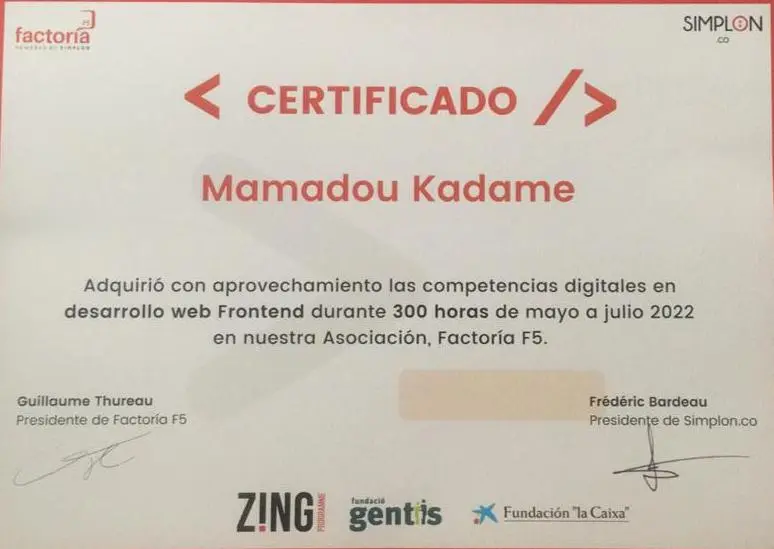 factoría F5
POWERED BY SIMPLON
SIMPLON
.CO
< CERTIFICADO />
Mamadou Kadame
Adquirió con aprovechamiento las competencias digitales en
desarrollo web Frontend durante 300 horas de mayo a julio 2022
en nuestra Asociación, Factoría F5.
Guillaume Thureau
Presidente de Factoría F5
Frédéric Bardeau
Presidente de Simplon.co
Z!NG PROGRAMME
fundació
gentis
Fundación "la Caixa"